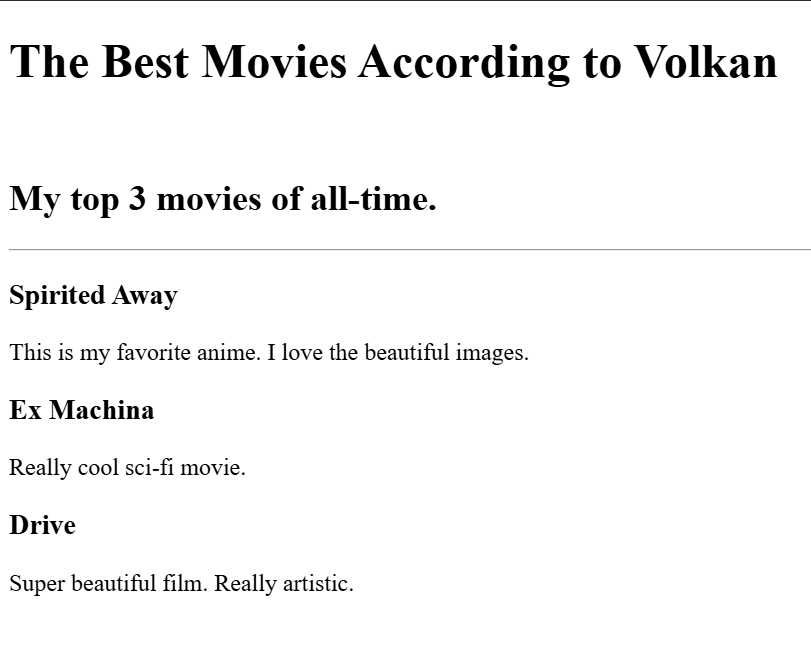 The Best Movies According to Volkan
My top 3 movies of all-time.
Spirited Away
This is my favorite anime. I love the beautiful images.
Ex Machina
Really cool sci-fi movie.
Drive
Super beautiful film. Really artistic.